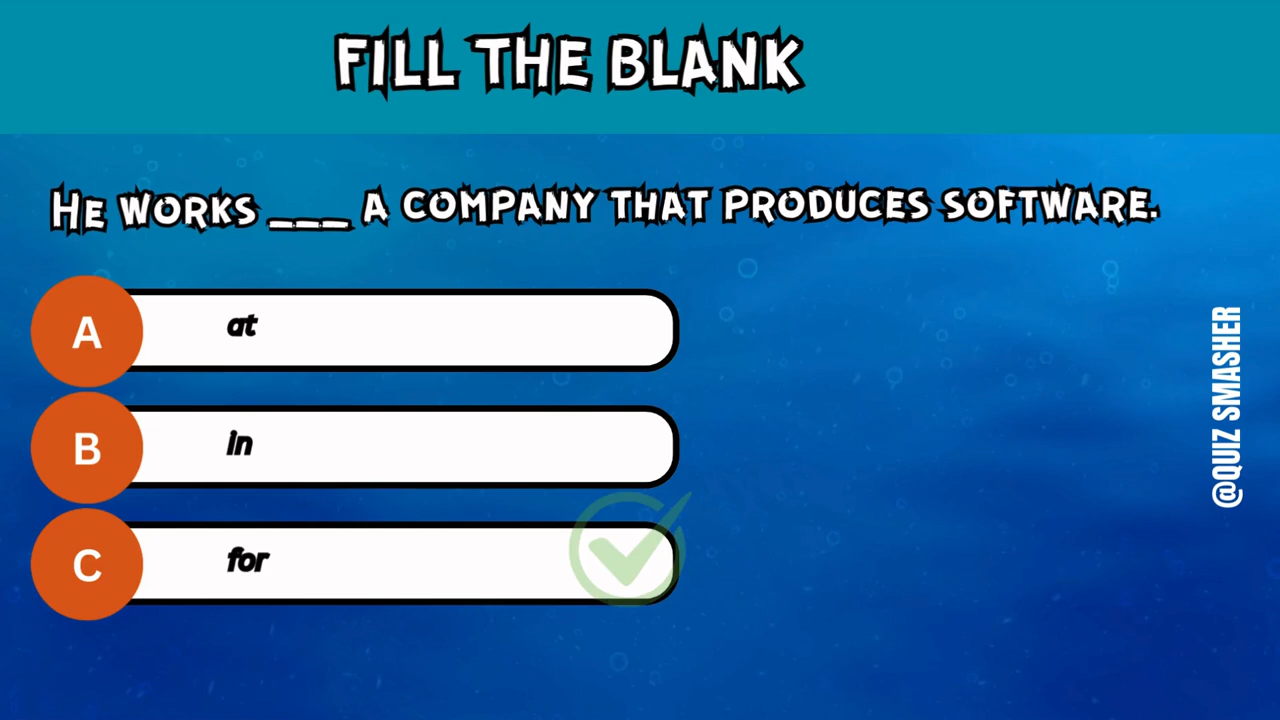 FILL THE BLANK
HE WORKS ___ A COMPANY THAT PRODUCES SOFTWARE.
A at
B in
C for
@QUIZ SMASHER